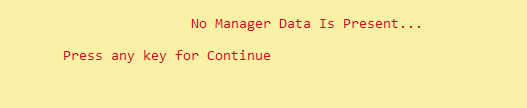 No Manager Data Is Present...
Press any key for Continue